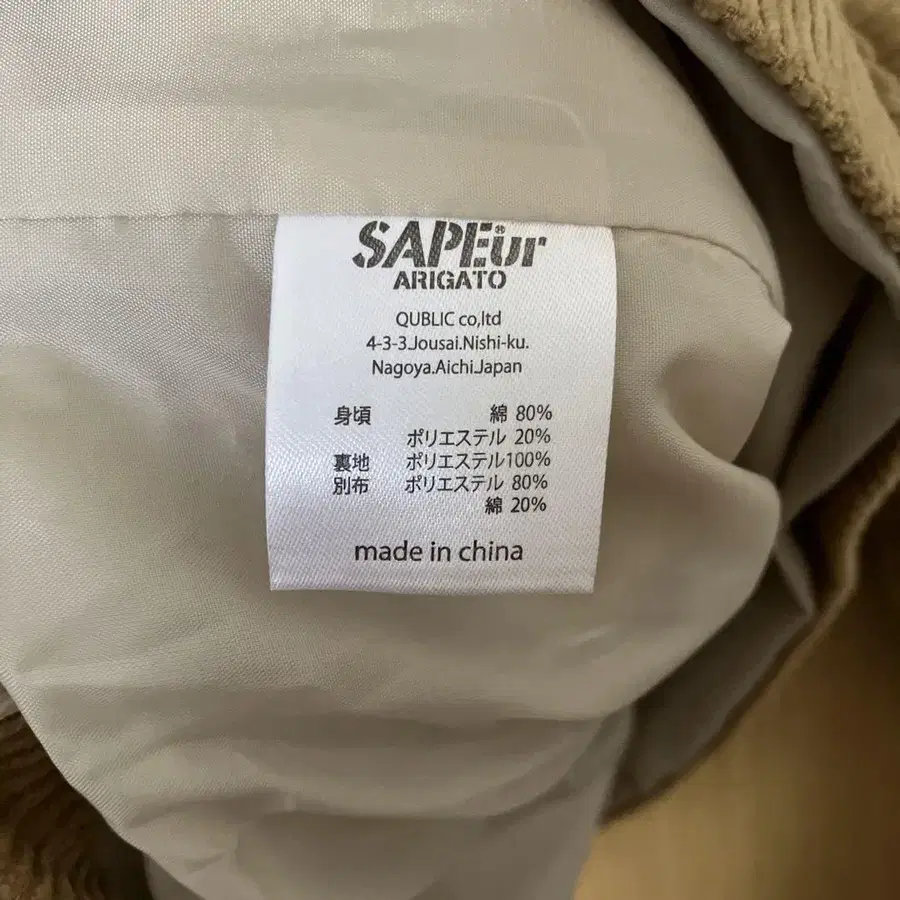 SAPEur®
ARIGATO
QUBLIC co,ltd
4-3-3.Jousai.Nishi-ku.
Nagoya.Aichi.Japan
身頃 綿 80%
ポリエステル 20%
裏地 ポリエステル100%
別布 ポリエステル 80%
綿 20%
made in china